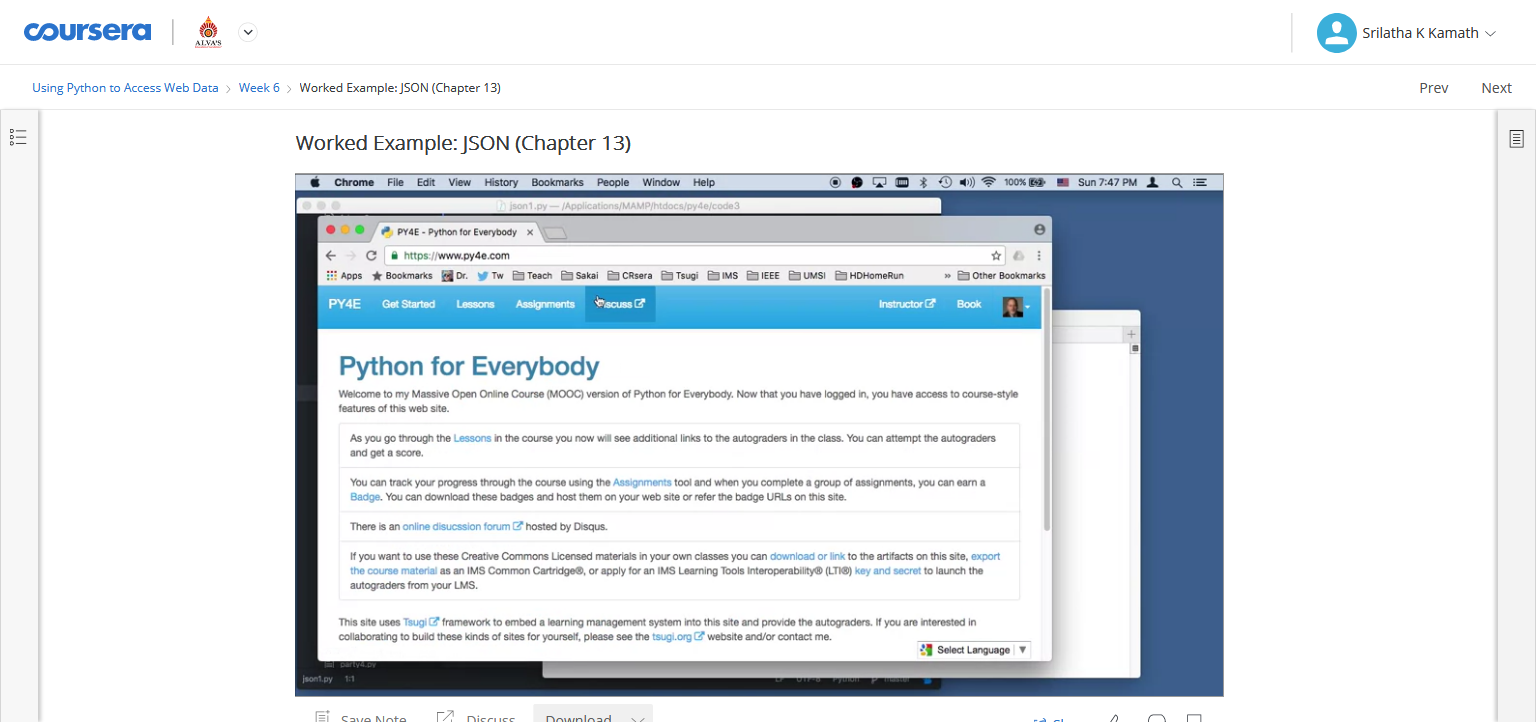 coursera
ALVA'S
Srilatha K Kamath
Using Python to Access Web Data
Week 6
Worked Example: JSON (Chapter 13)
Prev
Next
Worked Example: JSON (Chapter 13)
Chrome File Edit View History Bookmarks People Window Help 100% Sun 7:47 PM
json1.py — /Applications/MAMP/htdocs/py4e/code3
PY4E - Python for Everybody
https://www.py4e.com
Apps Bookmarks Dr. Tw Teach Sakai CRsera Tsugi IMS IEEE UMSI HDHomeRun » Other Bookmarks
PY4E Get Started Lessons Assignments Instructor Book
Python for Everybody
Welcome to my Massive Open Online Course (MOOC) version of Python for Everybody. Now that you have logged in, you have access to course-style
features of this web site.
As you go through the Lessons in the course you now will see additional links to the autograders in the class. You can attempt the autograders
and get a score.
You can track your progress through the course using the Assignments tool and when you complete a group of assignments, you can earn a
Badge. You can download these badges and host them on your web site or refer the badge URLs on this site.
There is an online disucssion forum hosted by Disqus.
If you want to use these Creative Commons Licensed materials in your own classes you can download or link to the artifacts on this site, export
the course material as an IMS Common Cartridge®, or apply for an IMS Learning Tools Interoperability® (LTI®) key and secret to launch the
autograders from your LMS.
This site uses Tsugi framework to embed a learning management system into this site and provide the autograders. If you are interested in
collaborating to build these kinds of sites for yourself, please see the tsugi.org website and/or contact me.
Select Language
party4.py
json1.py 1:1 LF UTF-8 Python master
Save Note
Discuss
Download